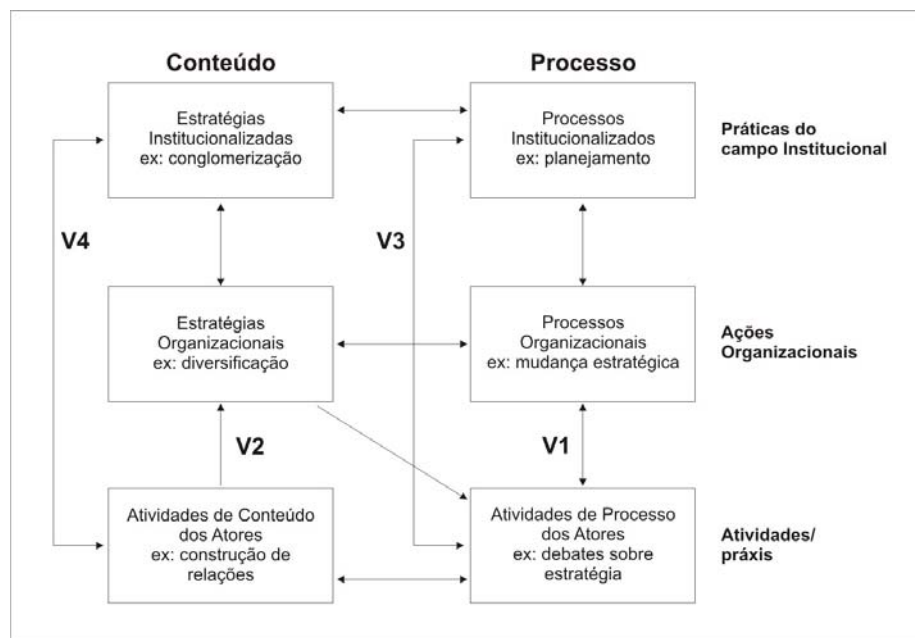 Conteúdo
Processo
Estratégias
Institucionalizadas
ex: conglomerização
Processos
Institucionalizados
ex: planejamento
Práticas do
campo Institucional
V4
V3
Estratégias
Organizacionais
ex: diversificação
Processos
Organizacionais
ex: mudança estratégica
Ações
Organizacionais
V2
V1
Atividades de Conteúdo
dos Atores
ex: construção de
relações
Atividades de Processo
dos Atores
ex: debates sobre
estratégia
Atividades/
práxis